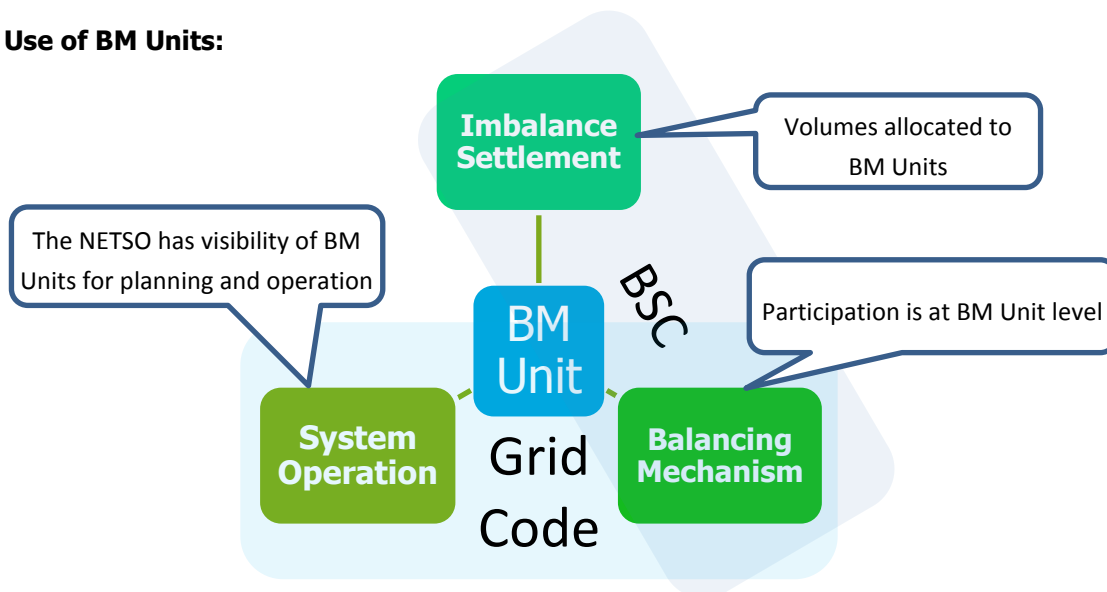 Use of BM Units:
Imbalance
Settlement
Volumes allocated to
BM Units
The NETSO has visibility of BM
Units for planning and operation
BSC
Participation is at BM Unit level
BM
Unit
System
Operation
Grid
Code
Balancing
Mechanism